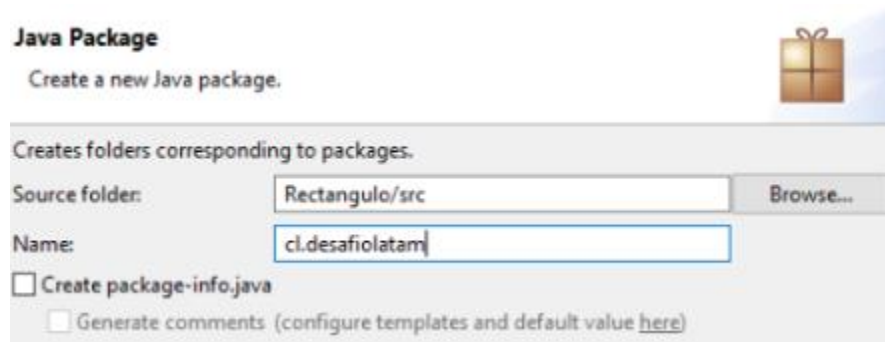 Java Package
Create a new Java package.
Creates folders corresponding to packages.
Source folder: Rectangulo/src Browse...
Name: cl.desafiolatam
Create package-info.java
Generate comments (configure templates and default value here)